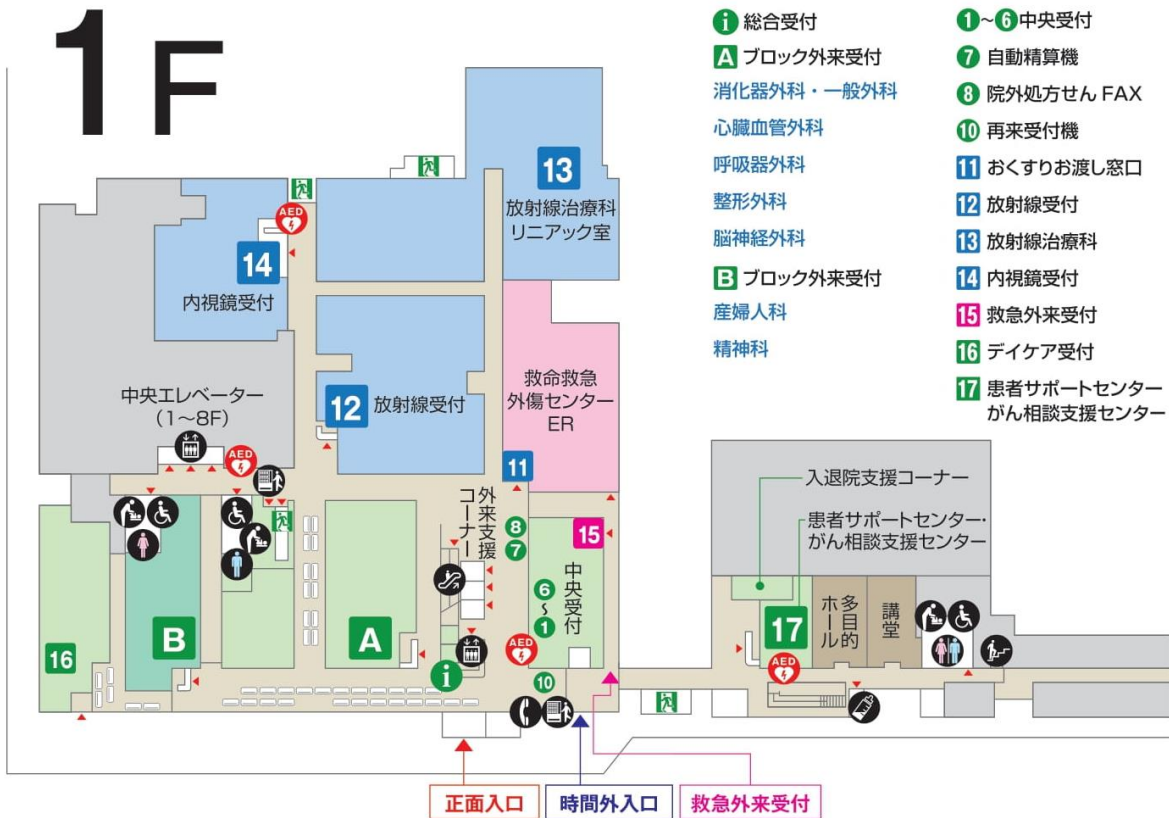 1F
i 総合受付
A ブロック外来受付
消化器外科・一般外科
心臓血管外科
呼吸器外科
整形外科
脳神経外科
B ブロック外来受付
産婦人科
精神科
1～6 中央受付
7 自動精算機
8 院外処方せん FAX
10 再来受付機
11 おくすりお渡し窓口
12 放射線受付
13 放射線治療科
14 内視鏡受付
15 救急外来受付
16 デイケア受付
17 患者サポートセンター
がん相談支援センター
13
放射線治療科
リニアック室
AED
14
内視鏡受付
中央エレベーター
（1～8F）
12 放射線受付
救命救急
外傷センター
ER
11
AED
外来支援
コーナー
8
7
15
6
～
1
中央受付
16
B
A
i
AED
10
入退院支援コーナー
患者サポートセンター・
がん相談支援センター
17
多目的
ホール
講堂
AED
正面入口
時間外入口
救急外来受付